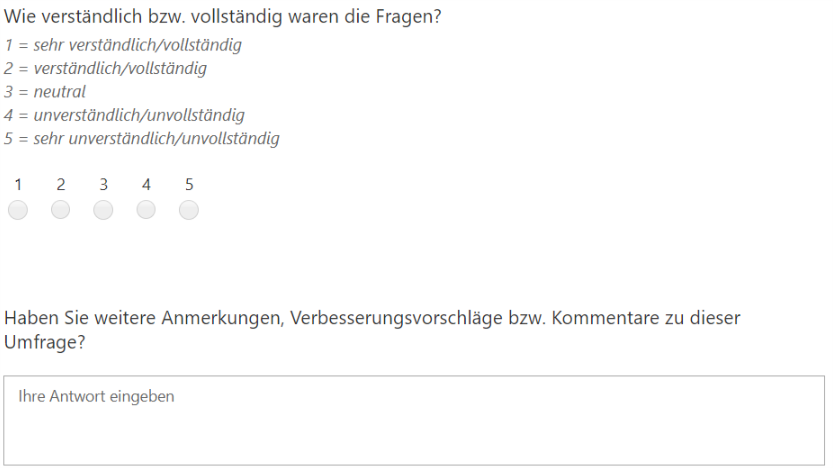 Wie verständlich bzw. vollständig waren die Fragen?
1 = sehr verständlich/vollständig
2 = verständlich/vollständig
3 = neutral
4 = unverständlich/unvollständig
5 = sehr unverständlich/unvollständig
1 2 3 4 5
Haben Sie weitere Anmerkungen, Verbesserungsvorschläge bzw. Kommentare zu dieser
Umfrage?
Ihre Antwort eingeben